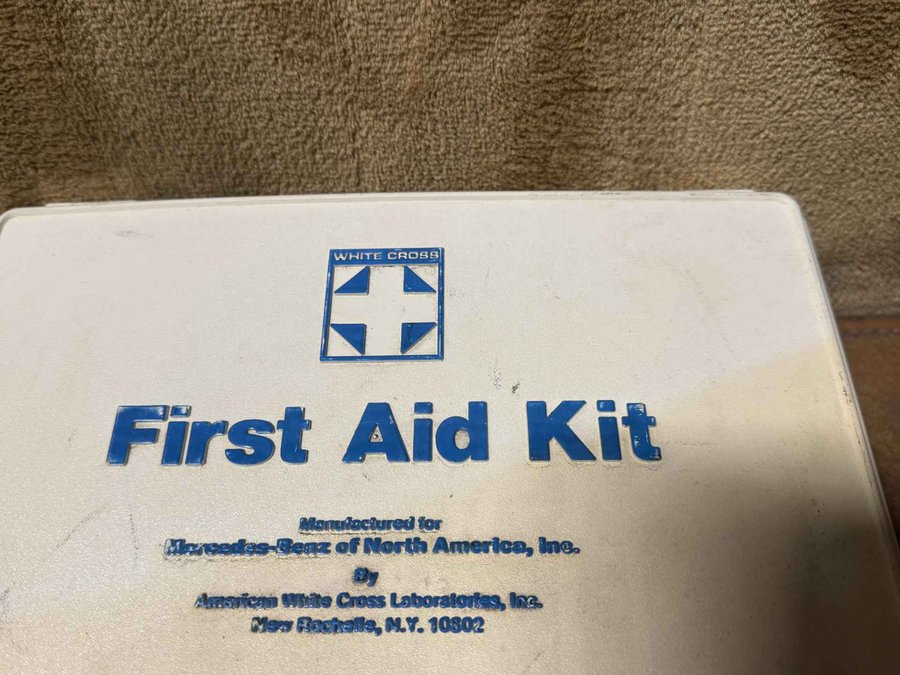 WHITE CROSS
First Aid Kit
Manufactured for
Mercedes-Benz of North America, Inc.
By
American White Cross Laboratories, Inc.
New Rochelle, N.Y. 10802